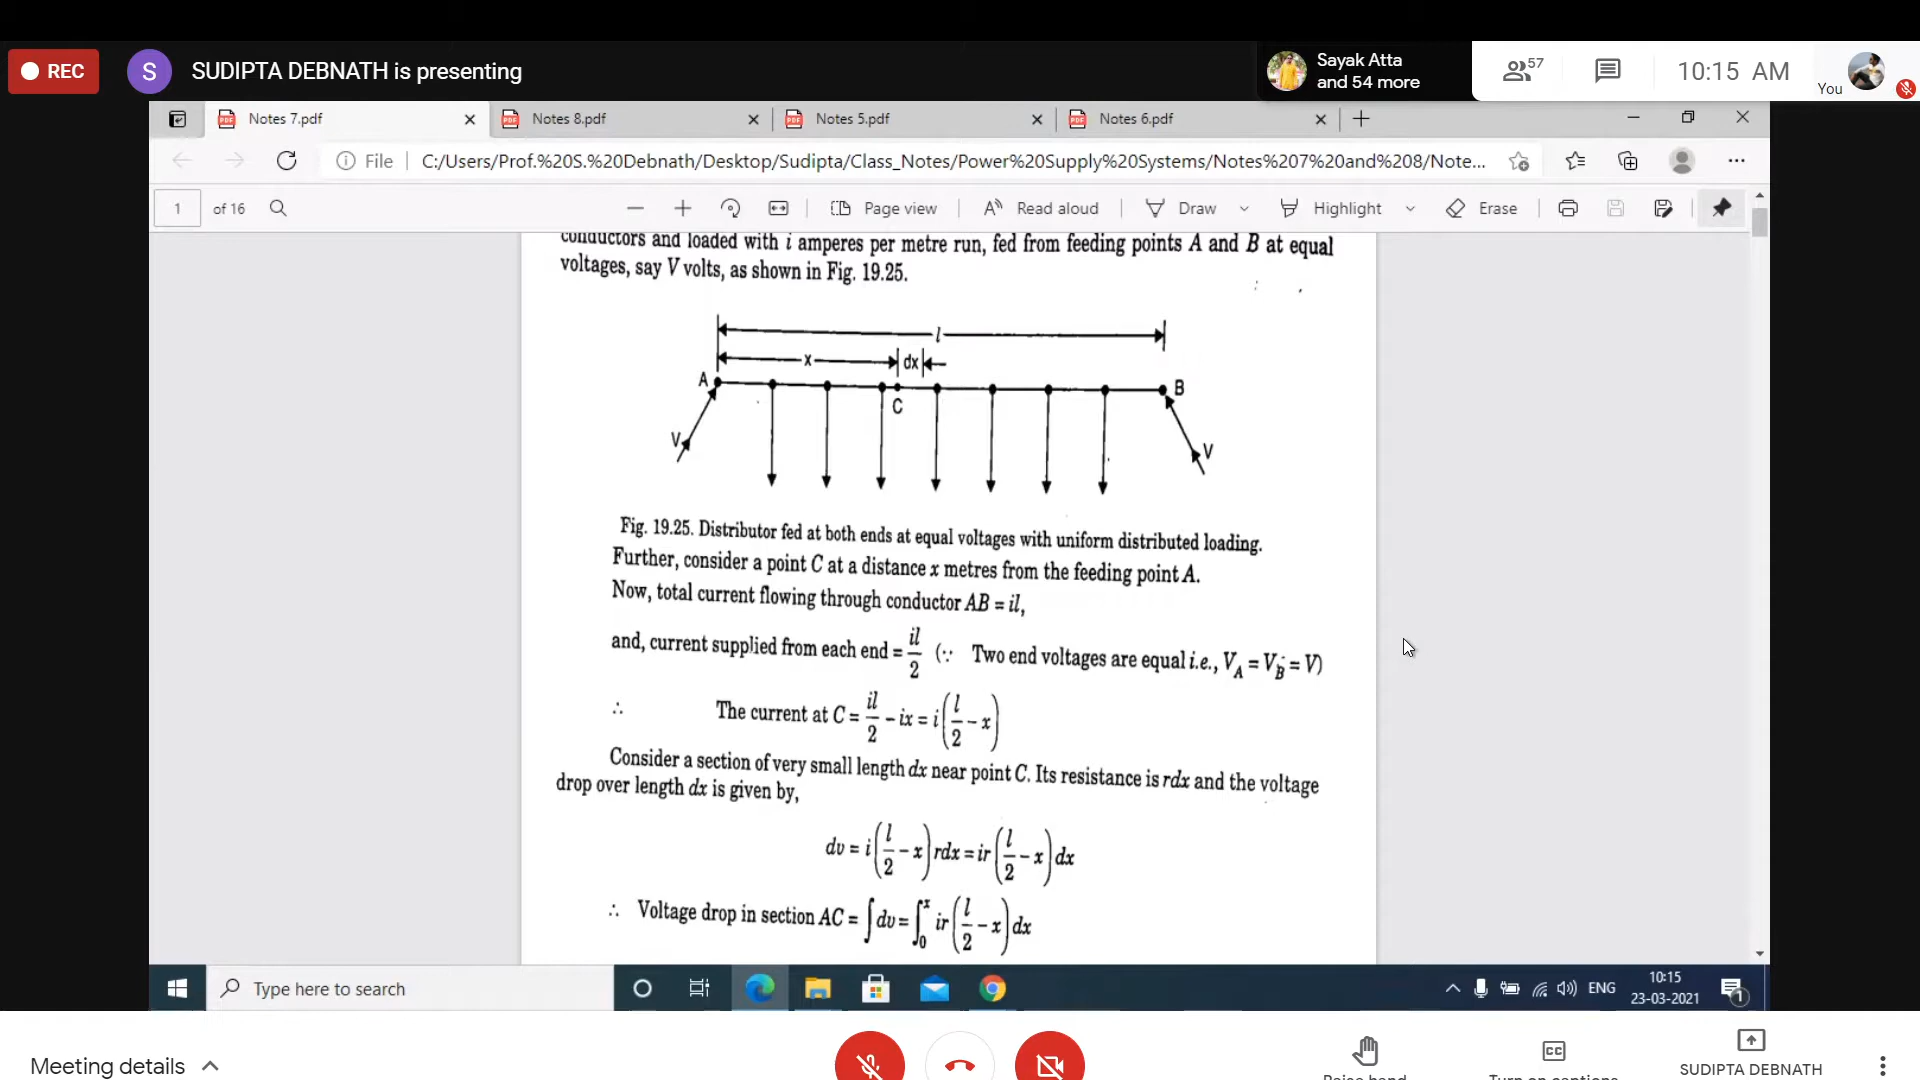 REC
S
SUDIPTA DEBNATH is presenting
Sayak Atta
and 54 more
57
10:15 AM
You
Notes 7.pdf
Notes 8.pdf
Notes 5.pdf
Notes 6.pdf
File
C:/Users/Prof.%20S.%20Debnath/Desktop/Sudipta/Class_Notes/Power%20Supply%20Systems/Notes%207%20and%208/Note...
1 of 16
Page view
Read aloud
Draw
Highlight
Erase
conductors and loaded with i amperes per metre run, fed from feeding points A and B at equal
voltages, say V volts, as shown in Fig. 19.25.
l
x
dx
A
B
C
V
V
Fig. 19.25. Distributor fed at both ends at equal voltages with uniform distributed loading.
Further, consider a point C at a distance x metres from the feeding point A.
Now, total current flowing through conductor AB = il,
and, current supplied from each end = il/2 (∵ Two end voltages are equal i.e., V_A = V_B = V)
∴ The current at C = il/2 – ix = i(l/2 – x)
Consider a section of very small length dx near point C. Its resistance is rdx and the voltage
drop over length dx is given by,
dv = i(l/2 – x) rdx = ir(l/2 – x) dx
∴ Voltage drop in section AC = ∫dv = ∫₀ˣ ir(l/2 – x) dx
Type here to search
ENG
10:15
23-03-2021
1
Meeting details
Raise hand
Turn on captions
SUDIPTA DEBNATH